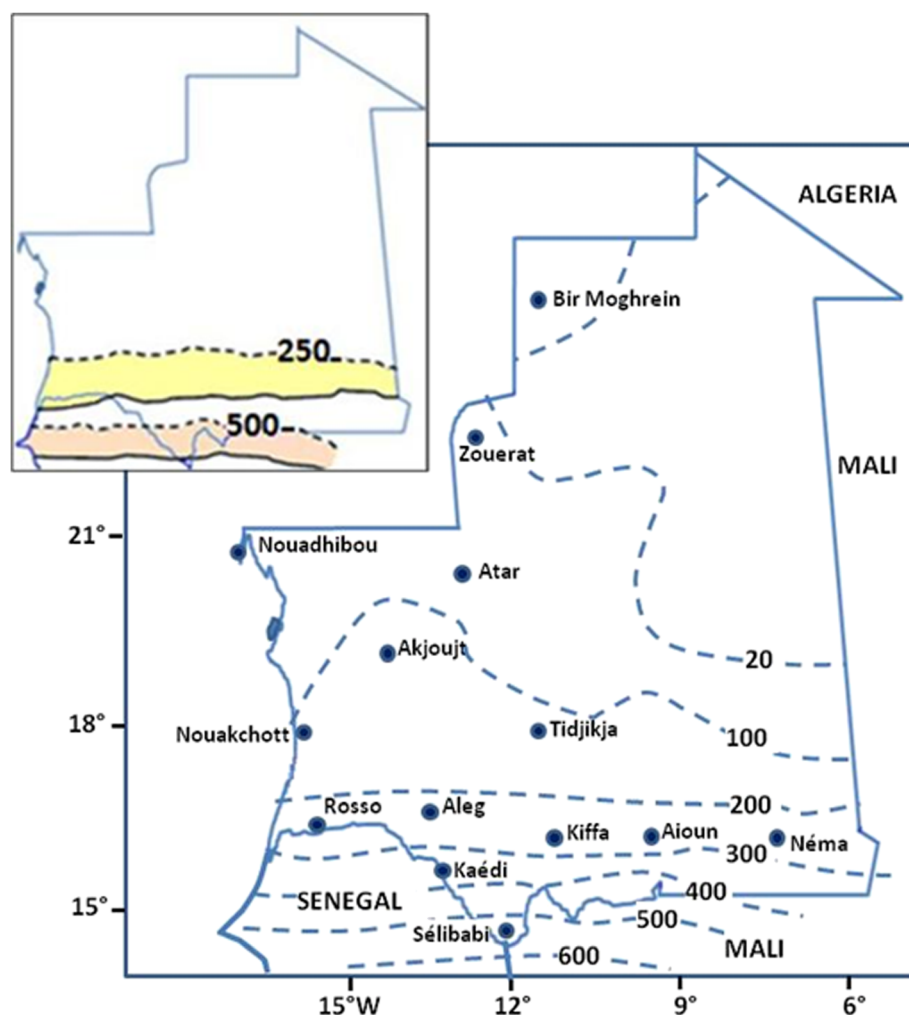 250
500
ALGERIA
Bir Moghrein
Zouerat
MALI
21°
Nouadhibou
Atar
Akjoujt
20
18°
Nouakchott
Tidjikja
100
Rosso
Aleg
200
Kiffa
Aioun
Néma
300
Kaédi
15°
SENEGAL
400
500
Sélibabi
MALI
600
15°W
12°
9°
6°